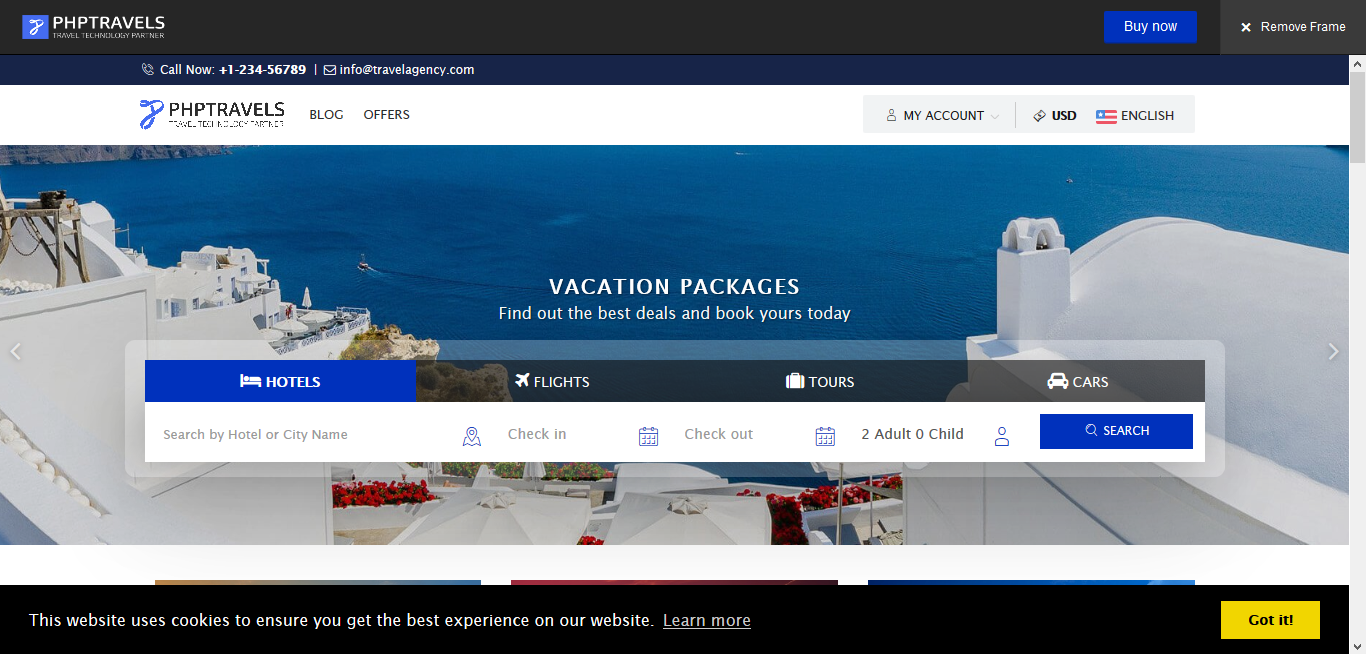 PHPTRAVELS
TRAVEL TECHNOLOGY PARTNER
Buy now
Remove Frame
Call Now: +1-234-56789 | info@travelagency.com
PHPTRAVELS
TRAVEL TECHNOLOGY PARTNER
BLOG OFFERS
MY ACCOUNT USD ENGLISH
VACATION PACKAGES
Find out the best deals and book yours today
HOTELS FLIGHTS TOURS CARS
Search by Hotel or City Name Check in Check out 2 Adult 0 Child SEARCH
This website uses cookies to ensure you get the best experience on our website. Learn more
Got it!